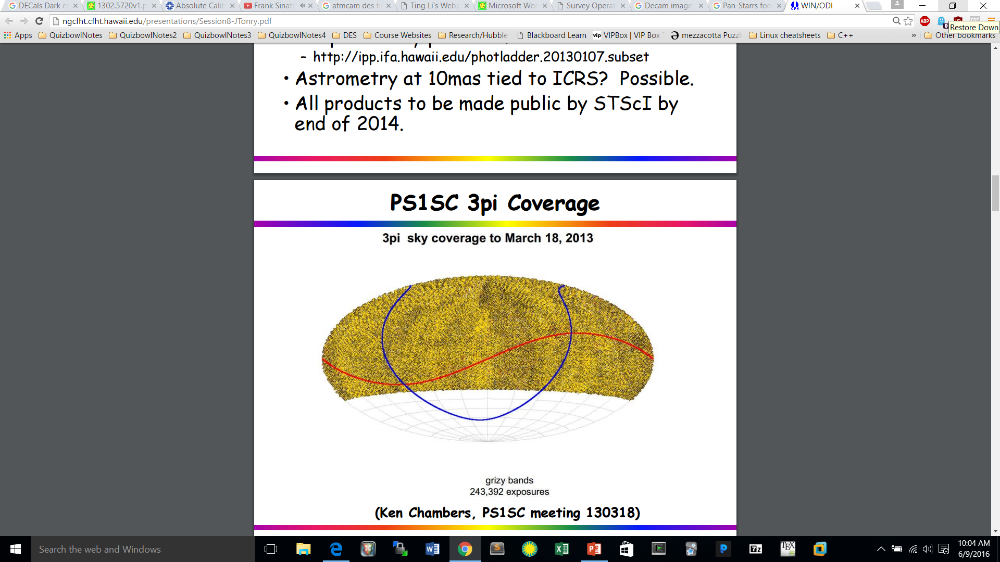 DECals Dark e
1302.5720v1.p
Absolute Calib
Frank Sinatr
atmcam des ti
Ting Li's Webp
Microsoft Wor
Survey Operat
Decam image
Pan-Starrs foo
WIN/ODI
ngcfht.cfht.hawaii.edu/presentations/Session8-JTonry.pdf
ABP
0
Restore Down
Apps
QuizbowlNotes
QuizbowlNotes2
QuizbowlNotes3
QuizbowlNotes4
DES
Course Websites
Research/Hubble
Blackboard Learn
vip VIPBox | VIP Box
mezzacotta Puzzl
Linux cheatsheets
C++
»
Other bookmarks
– http://ipp.ifa.hawaii.edu/photladder.20130107.subset
• Astrometry at 10mas tied to ICRS? Possible.
• All products to be made public by STScI by
end of 2014.
PS1SC 3pi Coverage
3pi sky coverage to March 18, 2013
grizy bands
243,392 exposures
(Ken Chambers, PS1SC meeting 130318)
Search the web and Windows
10:04 AM
6/9/2016